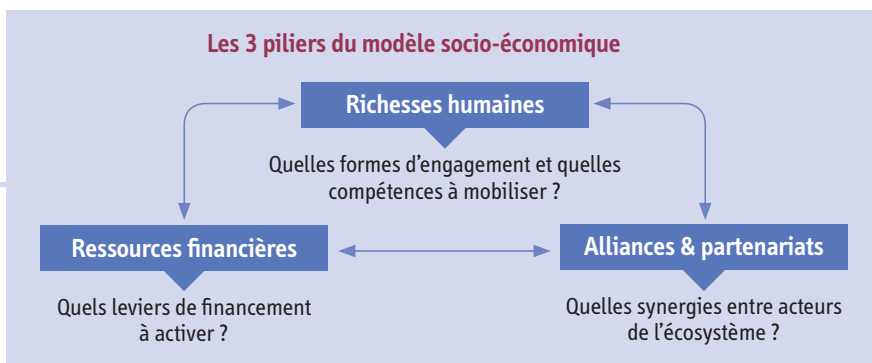 Les 3 piliers du modèle socio-économique
Richesses humaines
Quelles formes d'engagement et quelles
compétences à mobiliser ?
Ressources financières
Quels leviers de financement
à activer ?
Alliances & partenariats
Quelles synergies entre acteurs
de l'écosystème ?